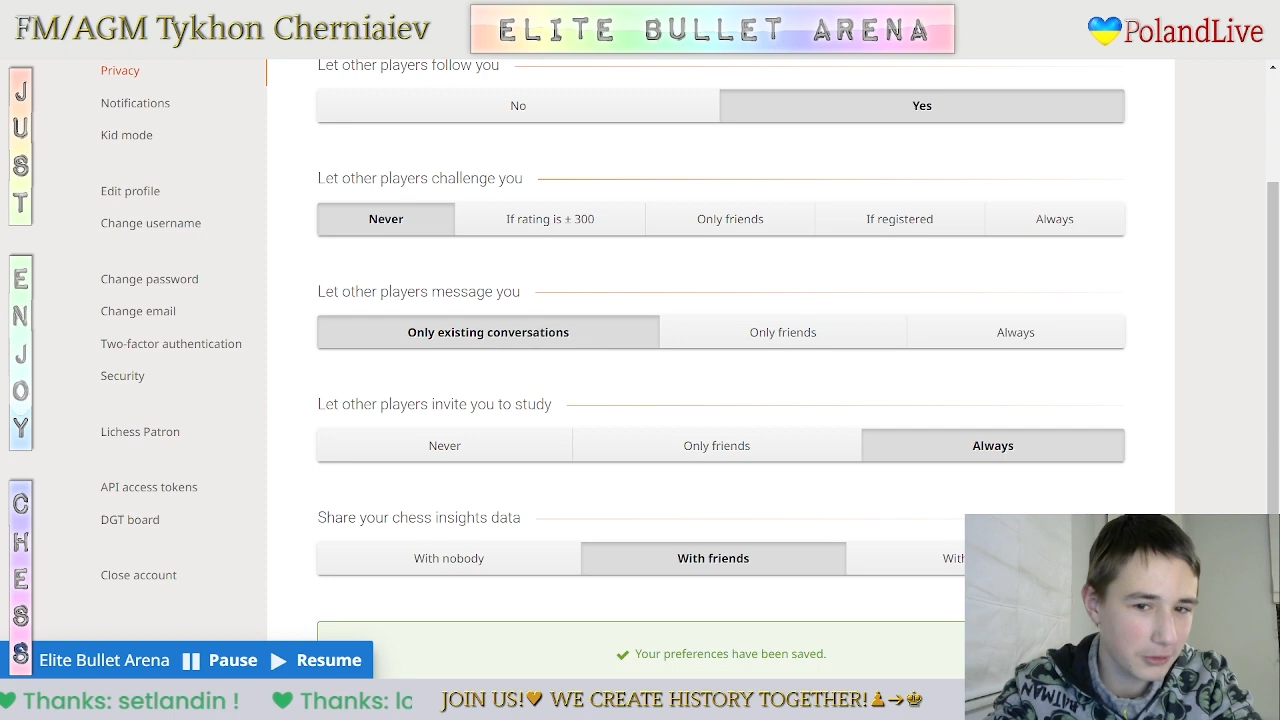 FM/AGM Tykhon Cherniaiev
ELITE BULLET ARENA
PolandLive
JUST
ENJOY
CHESS
Privacy
Notifications
Kid mode
Edit profile
Change username
Change password
Change email
Two-factor authentication
Security
Lichess Patron
API access tokens
DGT board
Close account
Let other players follow you
No Yes
Let other players challenge you
Never If rating is ± 300 Only friends If registered Always
Let other players message you
Only existing conversations Only friends Always
Let other players invite you to study
Never Only friends Always
Share your chess insights data
With nobody With friends With
Your preferences have been saved.
BATMAN
Elite Bullet Arena Pause Resume
Thanks: setlandin ! Thanks:
JOIN US! WE CREATE HISTORY TOGETHER!